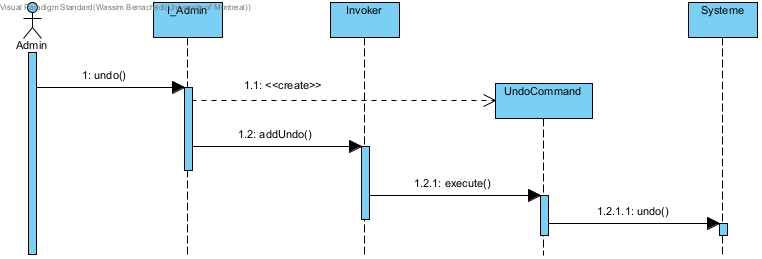 Visual Paradigm Standard(Wassim Berrached(University of Montreal))
I_Admin
Invoker
Systeme
Admin
1: undo()
1.1: <<create>>
UndoCommand
1.2: addUndo()
1.2.1: execute()
1.2.1.1: undo()